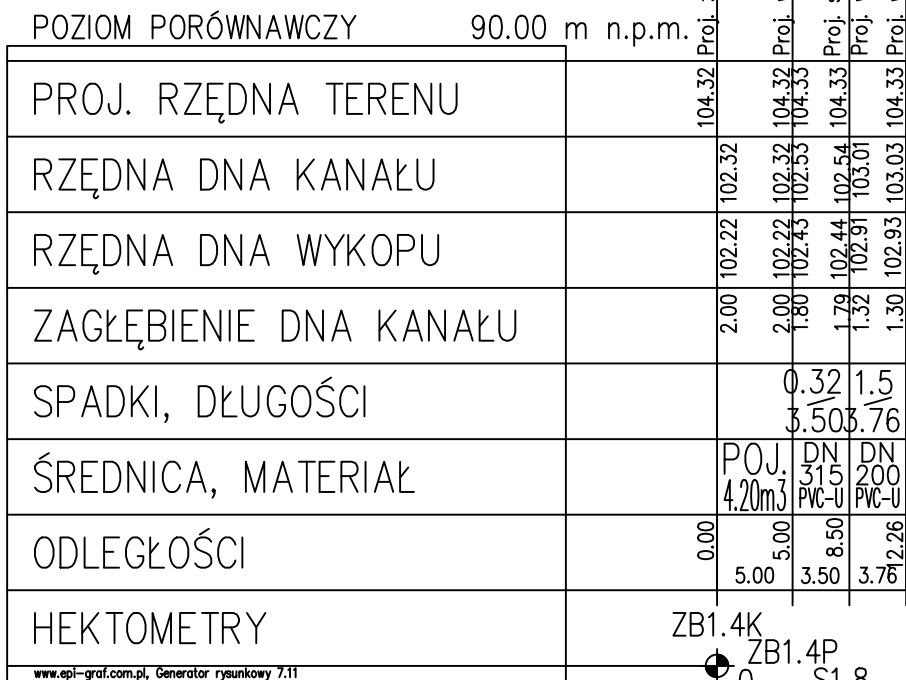 POZIOM PORÓWNAWCZY 90.00 m n.p.m. Proj. Proj. Proj. Proj. Proj.
PROJ. RZĘDNA TERENU 104.32 104.32 104.33 104.33 104.33
RZĘDNA DNA KANAŁU 102.32 102.32 102.53 102.54 103.01 103.03
RZĘDNA DNA WYKOPU 102.22 102.22 102.43 102.44 102.91 102.93
ZAGŁĘBIENIE DNA KANAŁU 2.00 2.00 1.80 1.79 1.32 1.30
SPADKI, DŁUGOŚCI 0.32 1.5
3.50 3.76
ŚREDNICA, MATERIAŁ POJ. DN DN
315 200
4.20m3 PVC-U PVC-U
ODLEGŁOŚCI 0.00 5.00 8.50 12.26
5.00 3.50 3.76
HEKTOMETRY ZB1.4K
ZB1.4P
www.epi-graf.com.pl, Generator rysunkowy 7.11 0 S1.8